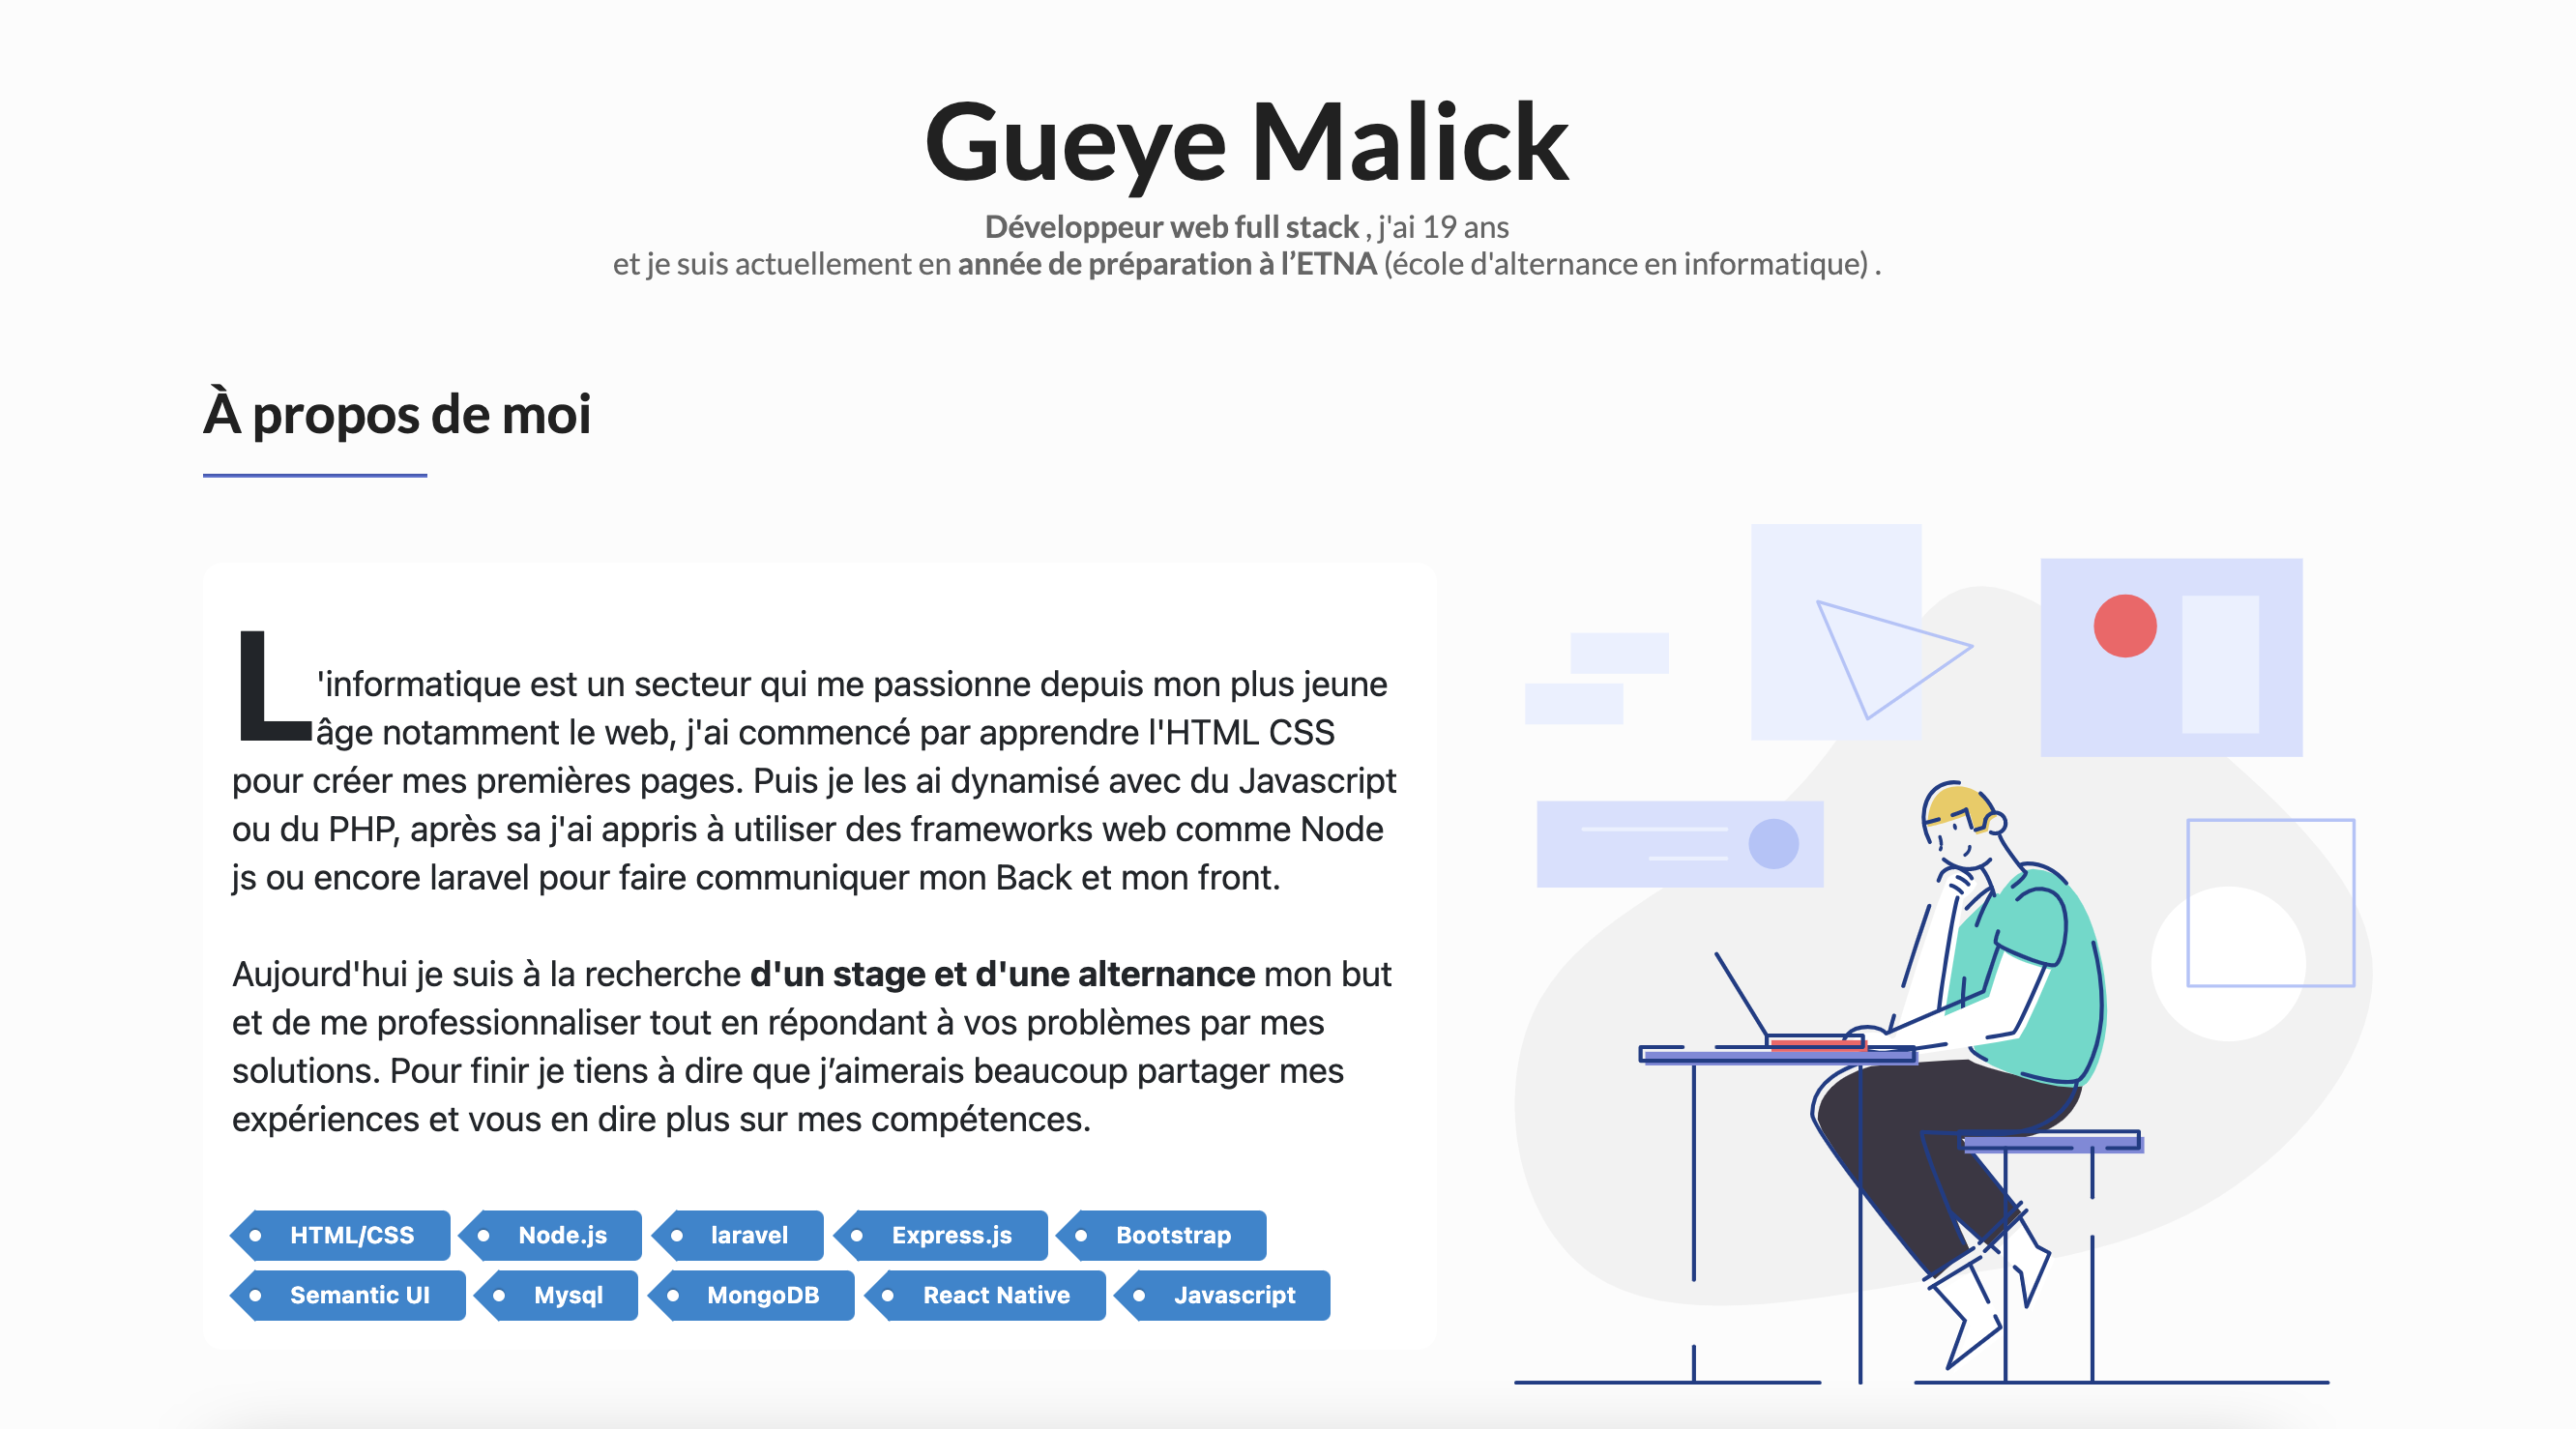 Gueye Malick
Développeur web full stack , j'ai 19 ans
et je suis actuellement en année de préparation à l’ETNA (école d'alternance en informatique) .
À propos de moi
L'informatique est un secteur qui me passionne depuis mon plus jeune
âge notamment le web, j'ai commencé par apprendre l'HTML CSS
pour créer mes premières pages. Puis je les ai dynamisé avec du Javascript
ou du PHP, après sa j'ai appris à utiliser des frameworks web comme Node
js ou encore laravel pour faire communiquer mon Back et mon front.
Aujourd'hui je suis à la recherche d'un stage et d'une alternance mon but
et de me professionnaliser tout en répondant à vos problèmes par mes
solutions. Pour finir je tiens à dire que j’aimerais beaucoup partager mes
expériences et vous en dire plus sur mes compétences.
HTML/CSS Node.js laravel Express.js Bootstrap
Semantic UI Mysql MongoDB React Native Javascript